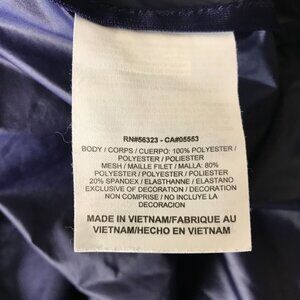 RN#56323 - CA#05553
BODY / CORPS / CUERPO: 100% POLYESTER /
POLYESTER / POLIESTER
MESH / MAILLE FILET / MALLA: 80%
POLYESTER / POLYESTER / POLIESTER
20% SPANDEX / ELASTHANNE / ELASTANO
EXCLUSIVE OF DECORATION / DECORATION
NON COMPRISE / NO INCLUYE LA
DECORACION
MADE IN VIETNAM/FABRIQUE AU
VIETNAM/HECHO EN VIETNAM